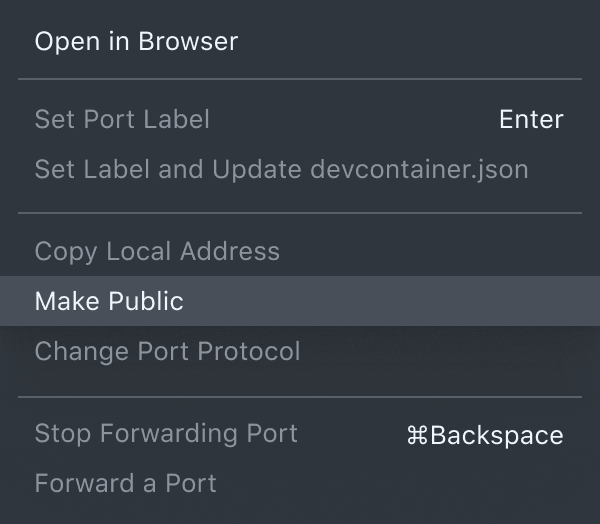 Open in Browser
Set Port Label Enter
Set Label and Update devcontainer.json
Copy Local Address
Make Public
Change Port Protocol
Stop Forwarding Port ⌘Backspace
Forward a Port